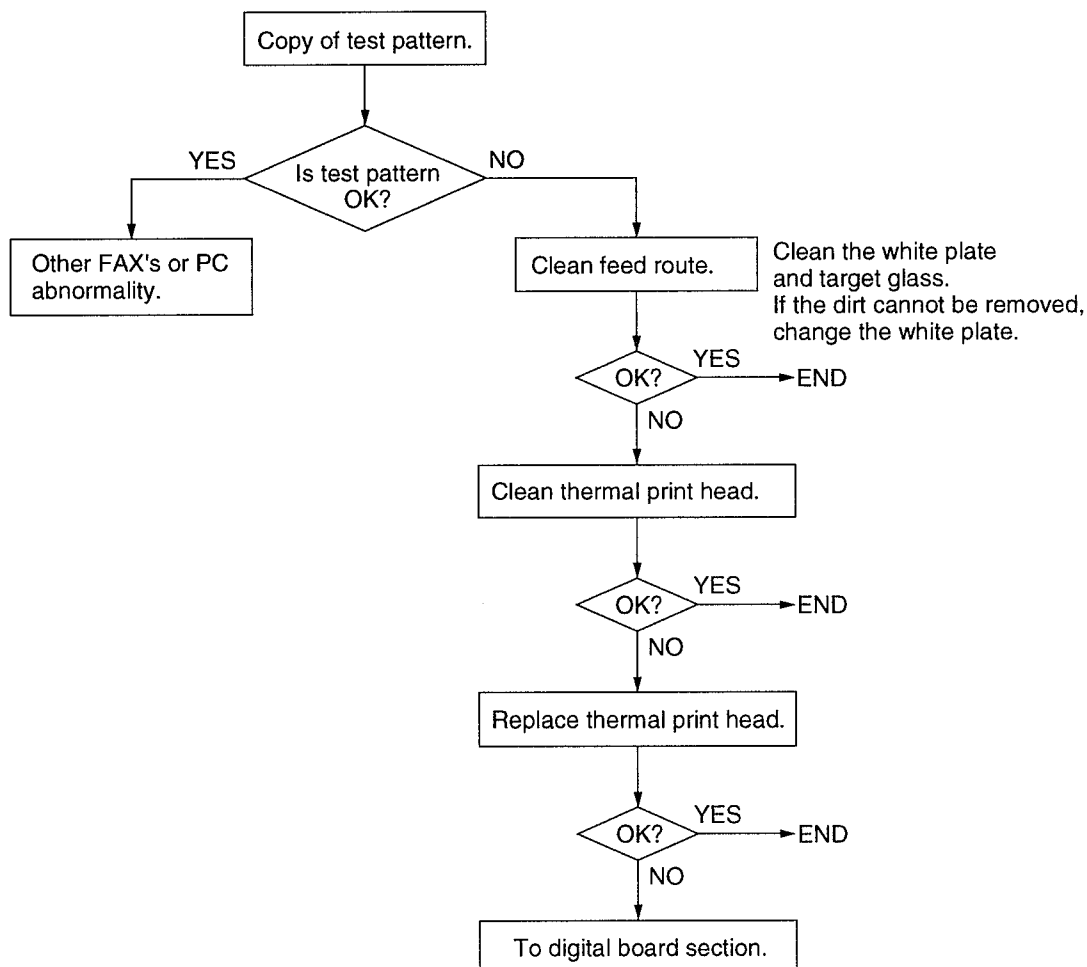 Copy of test pattern.
YES
NO
Is test pattern
OK?
Other FAX's or PC
abnormality.
Clean feed route.
Clean the white plate
and target glass.
If the dirt cannot be removed,
change the white plate.
OK?
YES
END
NO
Clean thermal print head.
OK?
YES
END
NO
Replace thermal print head.
OK?
YES
END
NO
To digital board section.